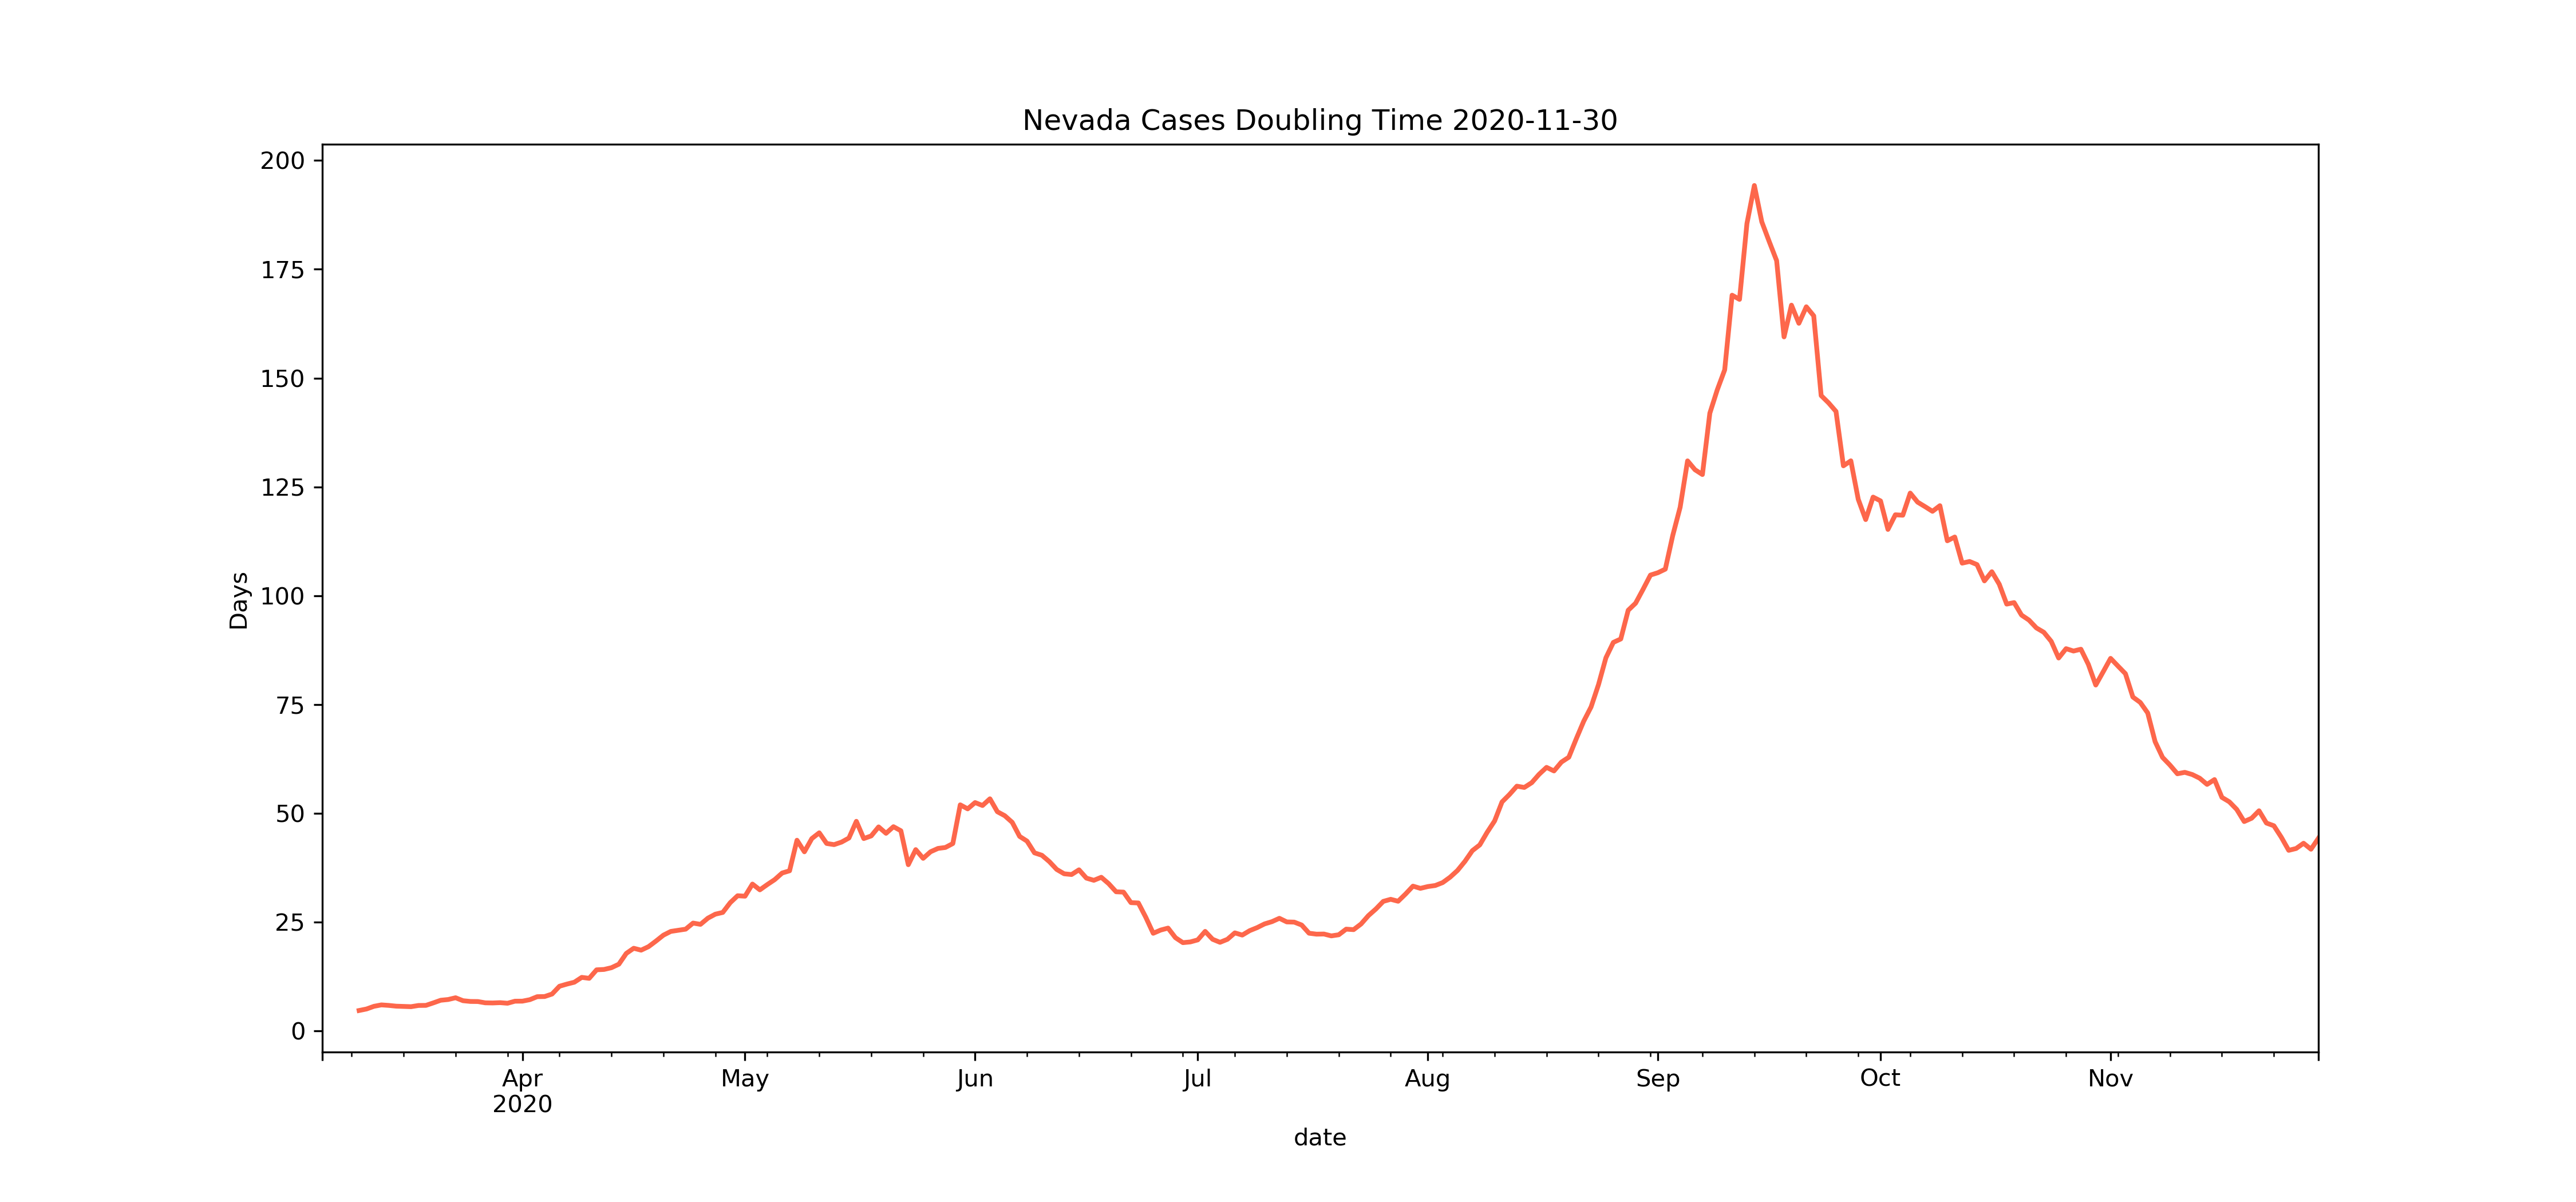 Nevada Cases Doubling Time 2020-11-30
200
175
150
125
100
75
50
25
0
Days
Apr
2020
May
Jun
Jul
Aug
Sep
Oct
Nov
date